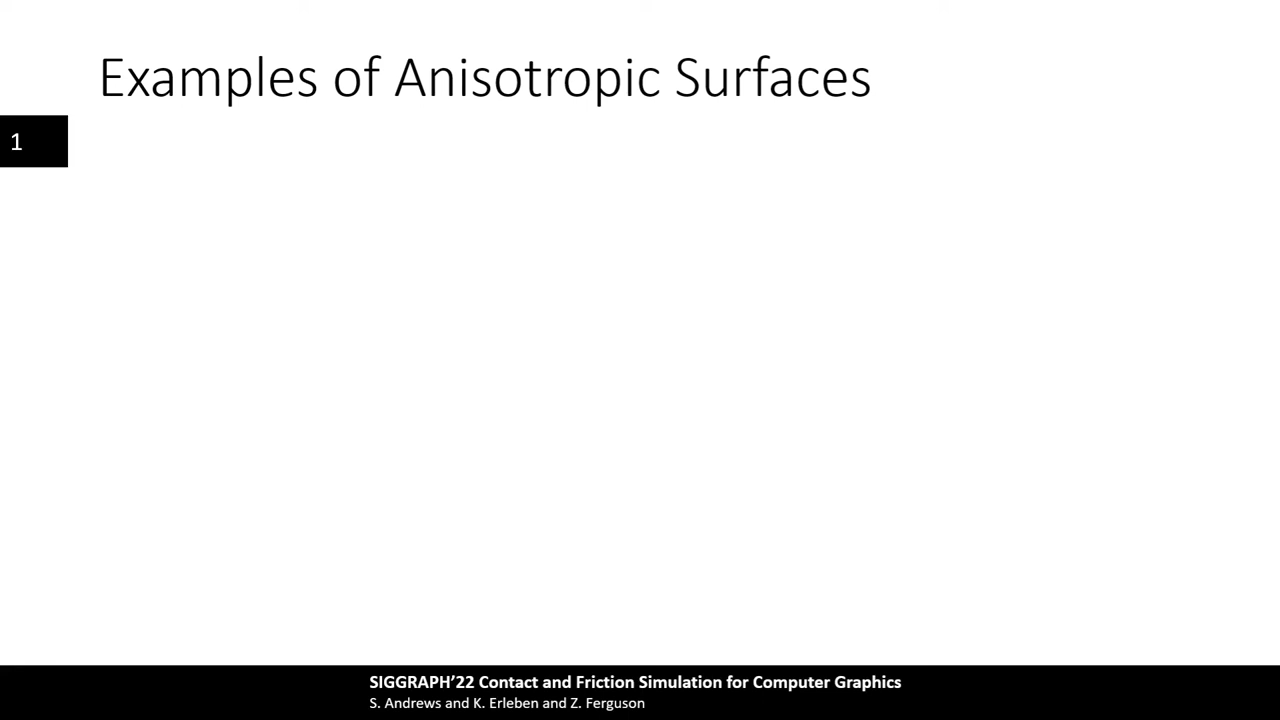 Examples of Anisotropic Surfaces
1
SIGGRAPH’22 Contact and Friction Simulation for Computer Graphics
S. Andrews and K. Erleben and Z. Ferguson